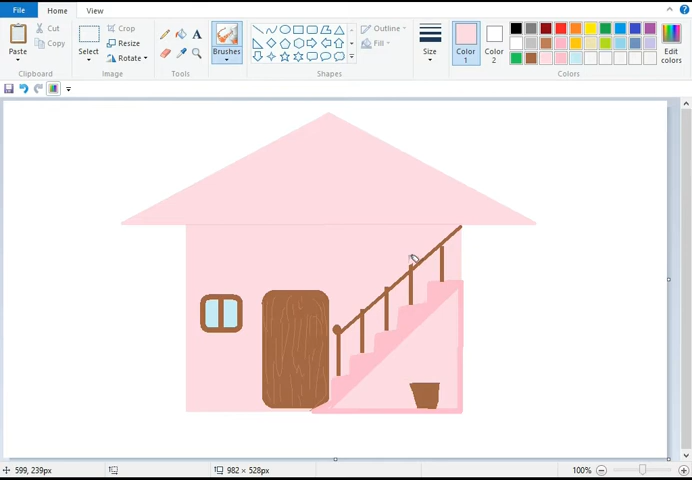 File Home View
Cut
Copy
Paste
Clipboard
Select
Crop
Resize
Rotate
Image
A
Tools
Brushes
Outline
Fill
Shapes
Size
Color
1
Color
2
Edit
colors
Colors
599, 239px
982 × 528px
100%